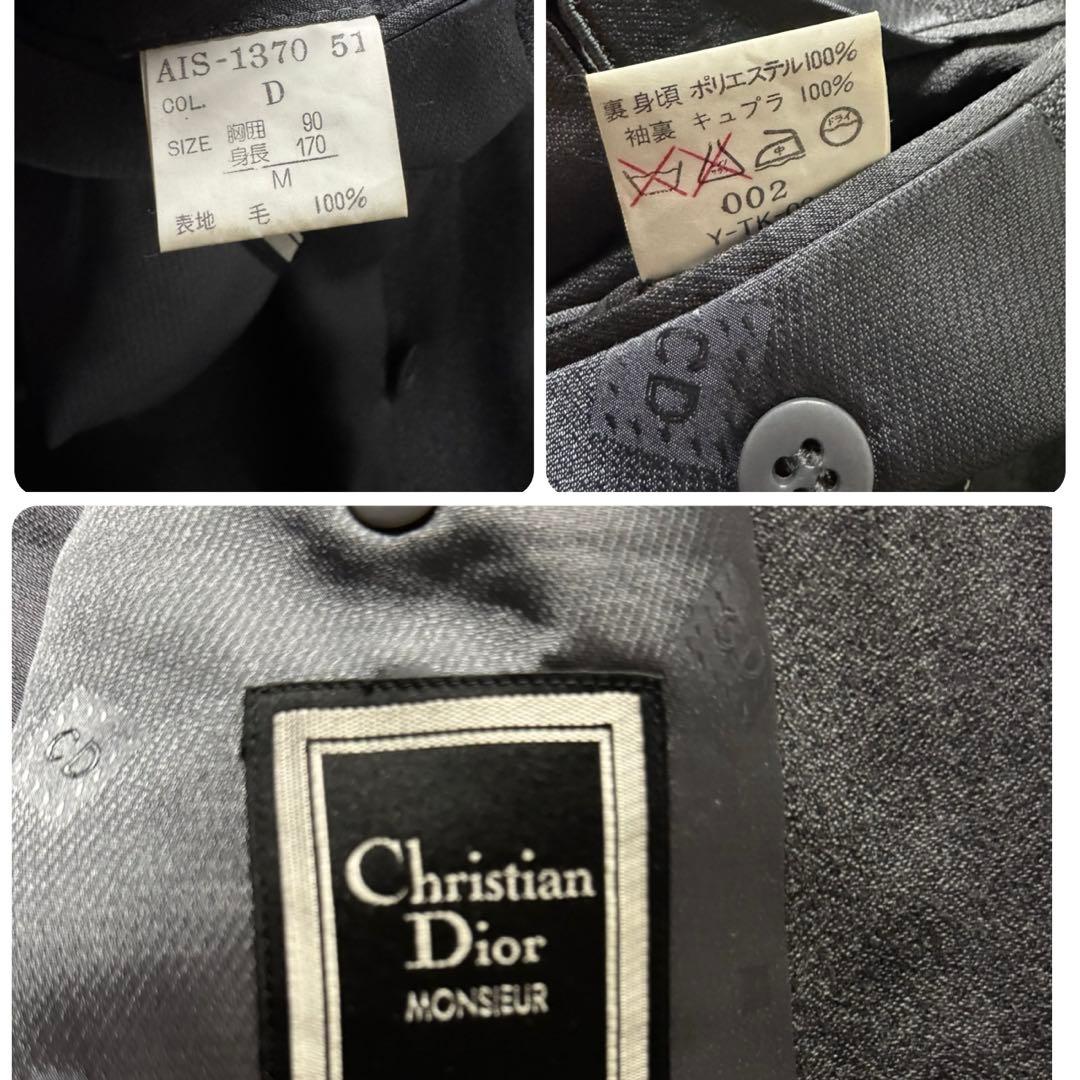 AIS-1370 51
COL. D
SIZE 胸囲 90
身長 170
M
表地 毛 100%
裏身頃 ポリエステル100%
袖裏 キュプラ 100%
中 ドライ
002
CD
CD
Christian
Dior
MONSIEUR